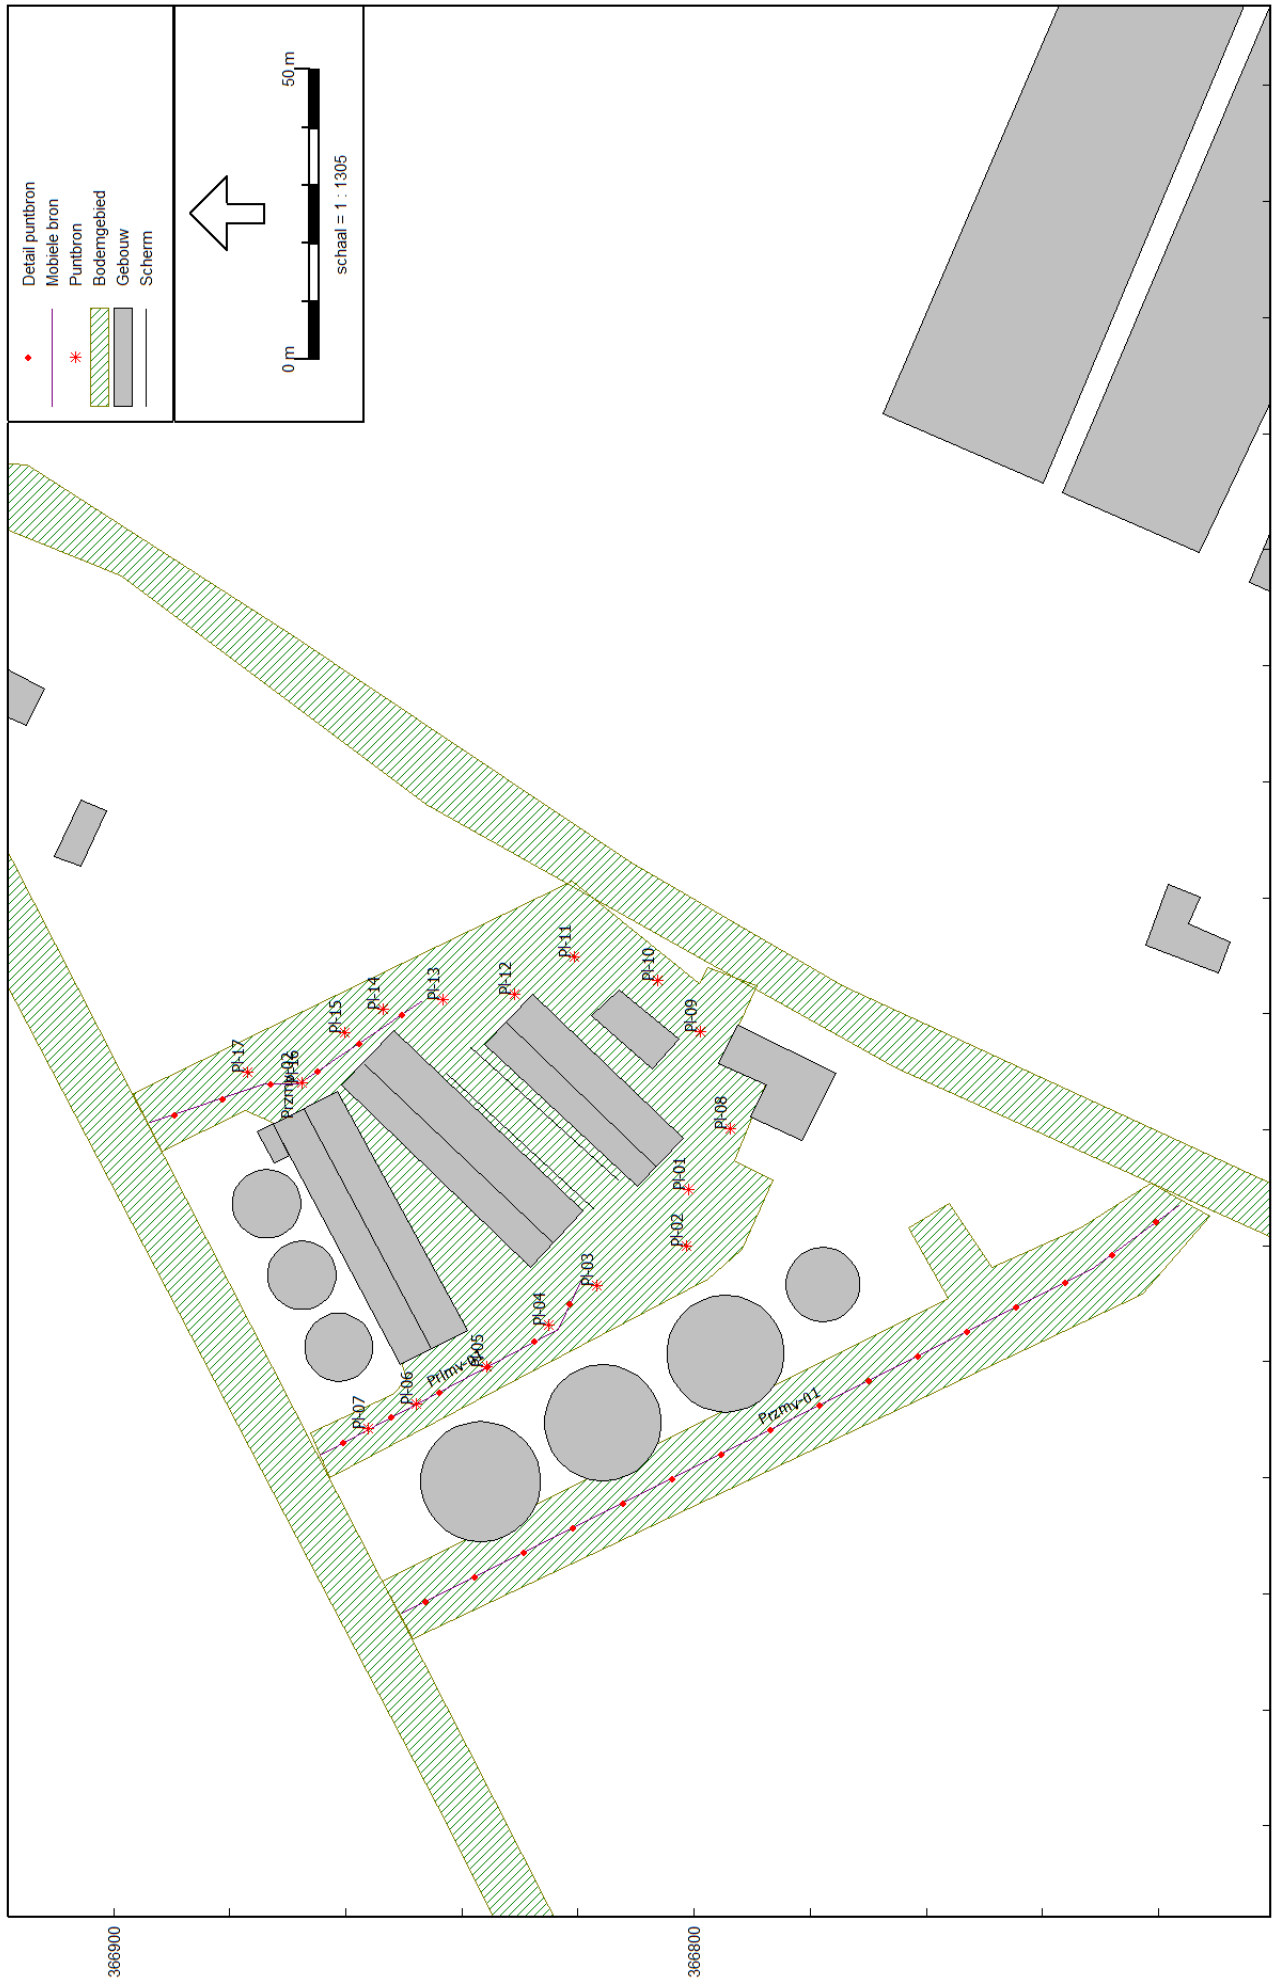 Detail puntbron
Mobiele bron
Puntbron
Bodemgebied
Gebouw
Scherm
0 m
50 m
schaal = 1 : 1305
Pl-17
Przmv-02
Pl-16
Pl-15
Pl-14
Pl-13
Pl-12
Pl-11
Pl-10
Pl-09
Pl-08
Pl-01
Pl-02
Pl-03
Pl-04
Pl-05
Pl-06
Pl-07
Przmv-01
366900
366800